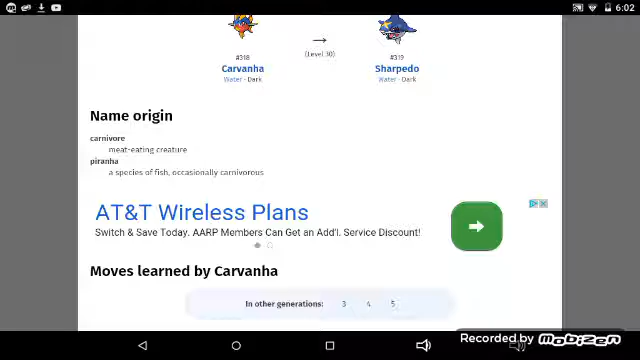 6:02
#318
Carvanha
Water · Dark
→
(Level 30)
#319
Sharpedo
Water · Dark
Name origin
carnivore
meat-eating creature
piranha
a species of fish, occasionally carnivorous
AT&T Wireless Plans
Switch & Save Today. AARP Members Can Get an Add'l. Service Discount!
Moves learned by Carvanha
In other generations: 3 4 5
Recorded by Mobizen